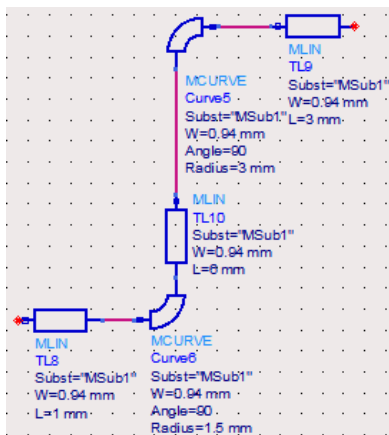 MLIN
TL9
Subst="MSub1"
W=0.94 mm
L=3 mm
MCURVE
Curve5
Subst="MSub1"
W=0.94 mm
Angle=90
Radius=3 mm
MLIN
TL10
Subst="MSub1"
W=0.94 mm
L=6 mm
MLIN
TL8
Subst="MSub1"
W=0.94 mm
L=1 mm
MCURVE
Curve6
Subst="MSub1"
W=0.94 mm
Angle=90
Radius=1.5 mm